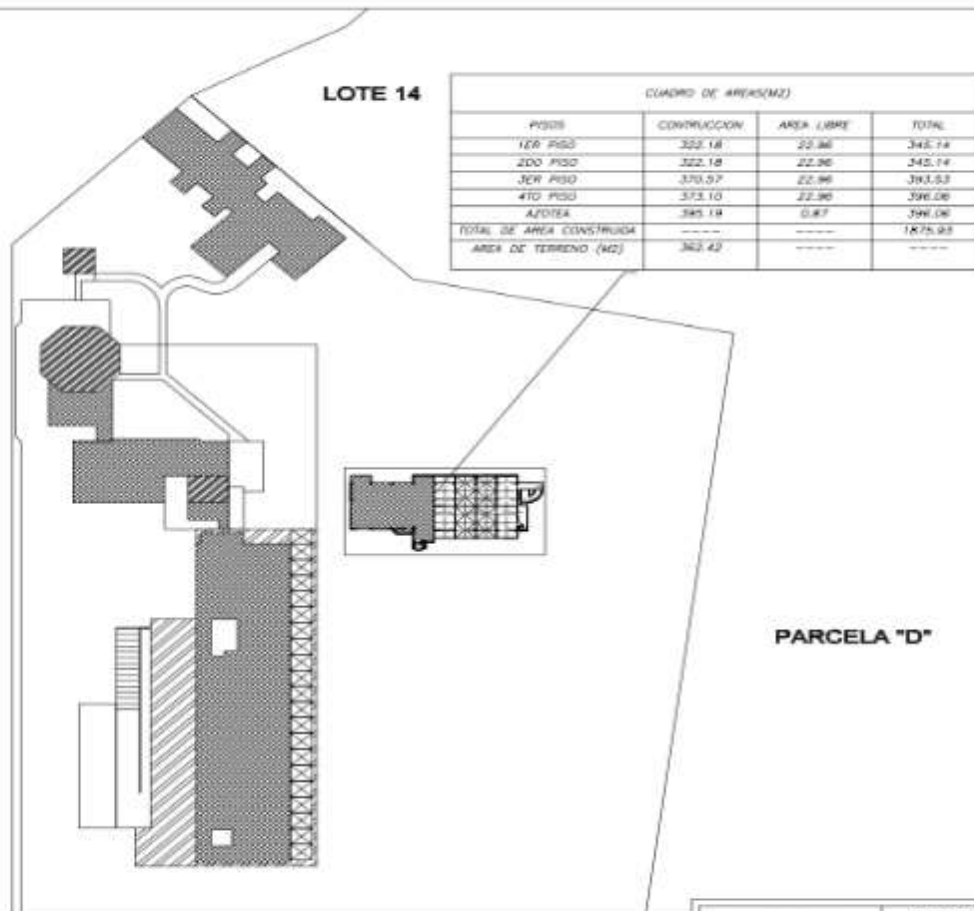 LOTE 14
CUADRO DE AREAS(M2)
PISOS CONTRUCCION AREA LIBRE TOTAL
1ER PISO 322.18 22.96 345.14
2DO PISO 322.18 22.96 345.14
3ER PISO 370.57 22.96 393.53
4TO PISO 373.10 22.96 396.06
AZOTEA 395.19 0.87 396.06
TOTAL DE AREA CONSTRUIDA ---- ---- 1875.93
AREA DE TERRENO (M2) 362.42 ---- ----
PARCELA "D"